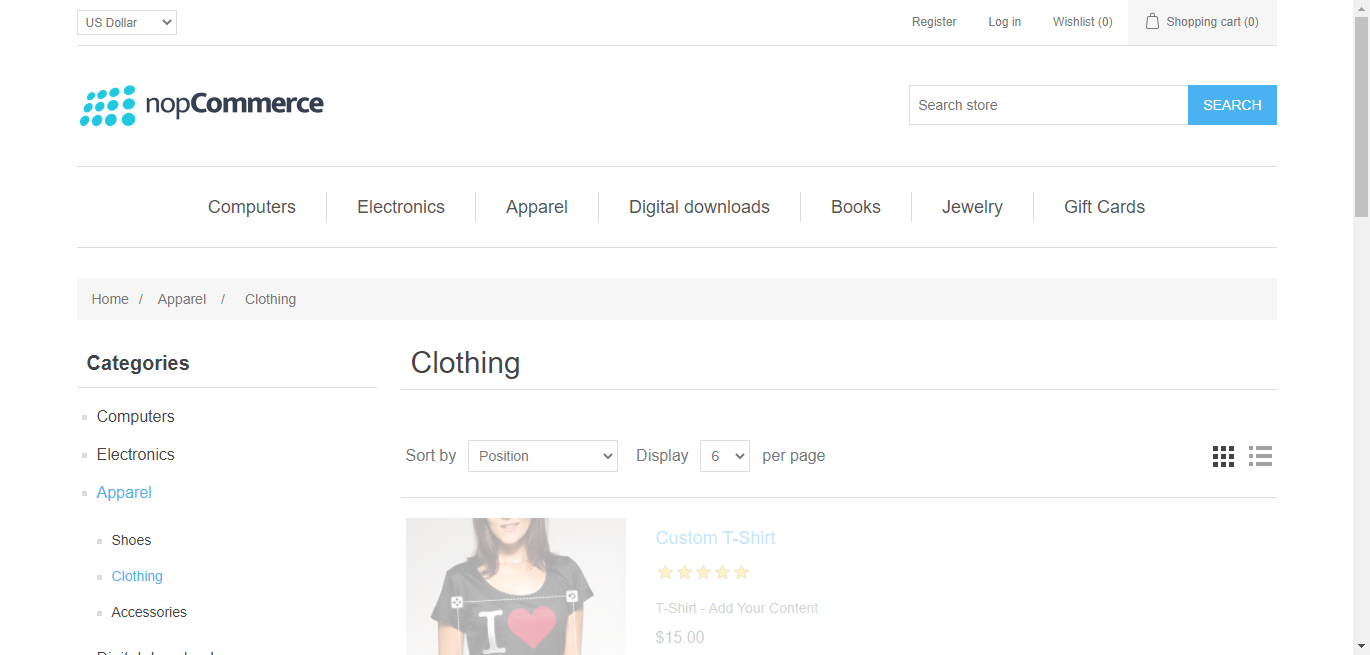 US Dollar
Register
Log in
Wishlist (0)
Shopping cart (0)
nopCommerce
Search store
SEARCH
Computers
Electronics
Apparel
Digital downloads
Books
Jewelry
Gift Cards
Home / Apparel / Clothing
Categories
Computers
Electronics
Apparel
Shoes
Clothing
Accessories
Clothing
Sort by Position Display 6 per page
I
Custom T-Shirt
T-Shirt - Add Your Content
$15.00